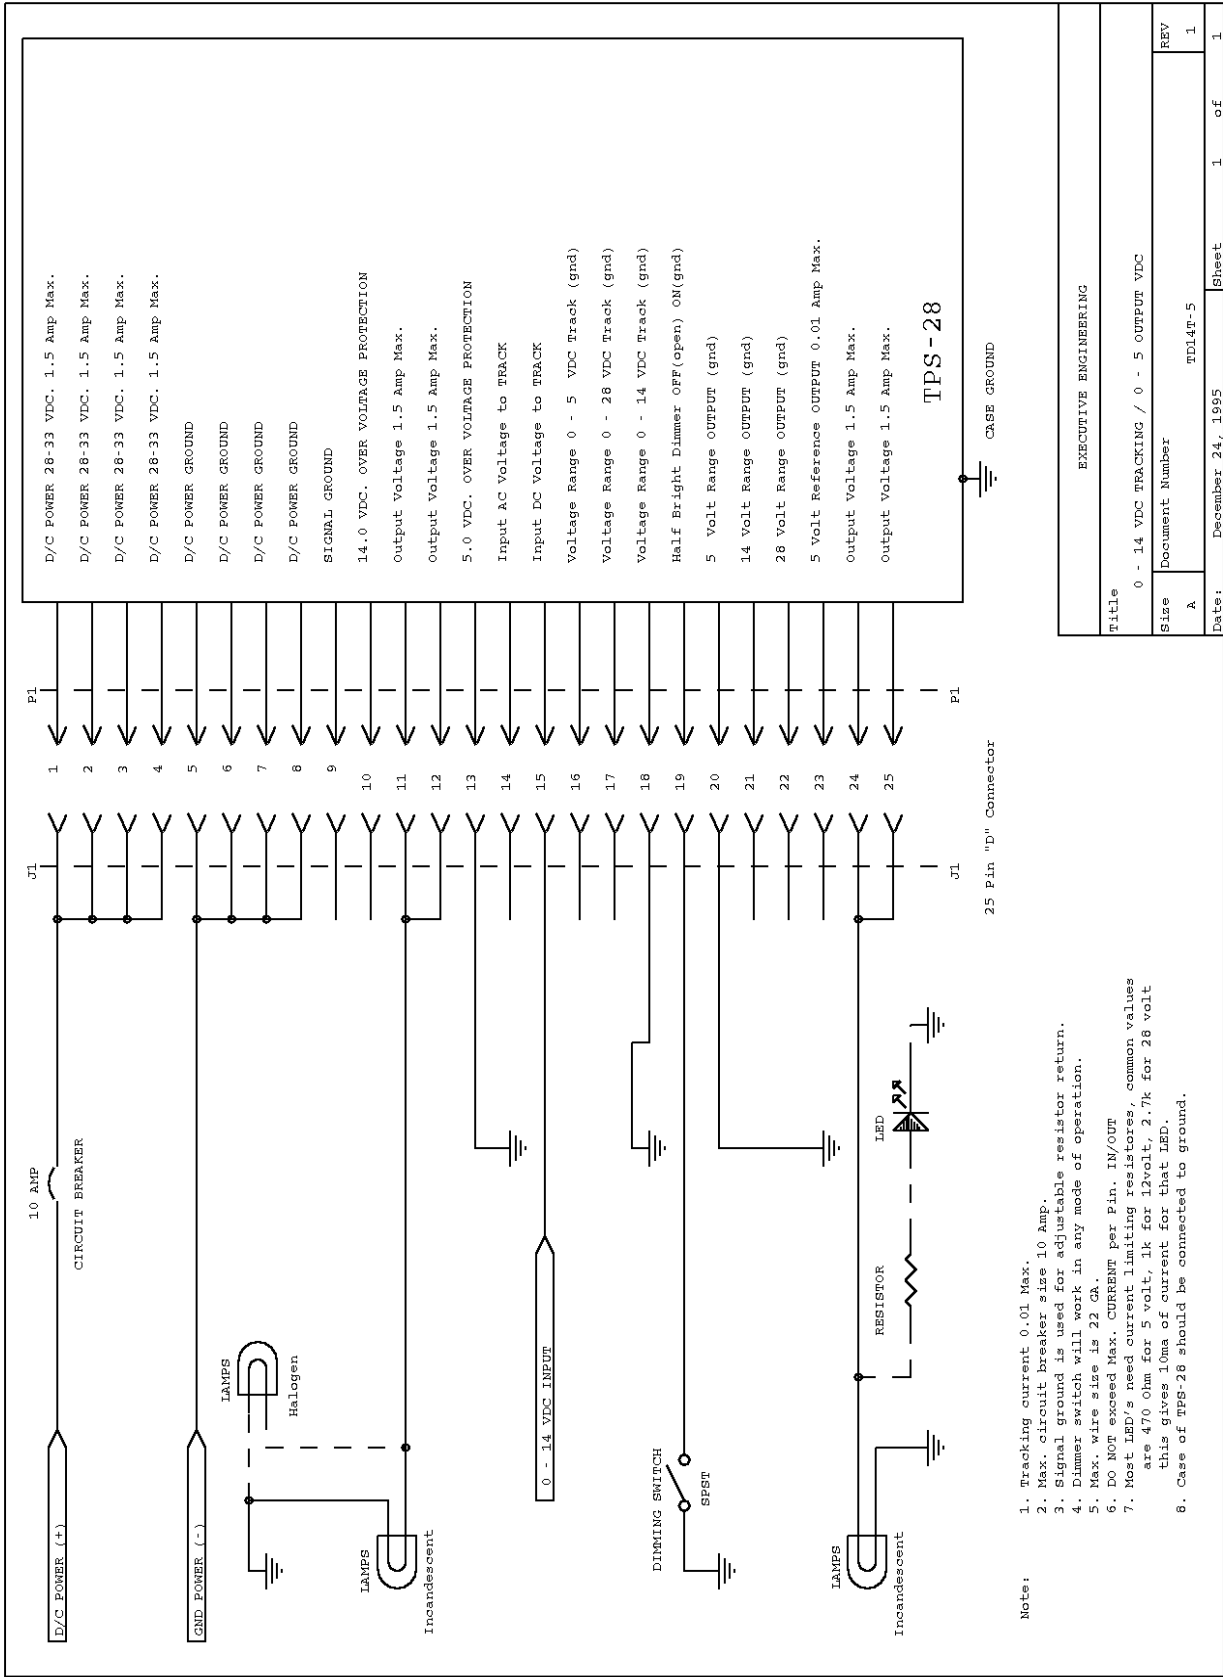 D/C POWER (+)
10 AMP
CIRCUIT BREAKER
GND POWER (-)
LAMPS
Halogen
LAMPS
Incandescent
0 - 14 VDC INPUT
DIMMING SWITCH
SPST
LAMPS
Incandescent
RESISTOR
LED
J1
P1
1
2
3
4
5
6
7
8
9
10
11
12
13
14
15
16
17
18
19
20
21
22
23
24
25
J1
P1
25 Pin "D" Connector
D/C POWER 28-33 VDC. 1.5 Amp Max.
D/C POWER 28-33 VDC. 1.5 Amp Max.
D/C POWER 28-33 VDC. 1.5 Amp Max.
D/C POWER 28-33 VDC. 1.5 Amp Max.
D/C POWER GROUND
D/C POWER GROUND
D/C POWER GROUND
D/C POWER GROUND
SIGNAL GROUND
14.0 VDC. OVER VOLTAGE PROTECTION
Output Voltage 1.5 Amp Max.
Output Voltage 1.5 Amp Max.
5.0 VDC. OVER VOLTAGE PROTECTION
Input AC Voltage to TRACK
Input DC Voltage to TRACK
Voltage Range 0 - 5 VDC Track (gnd)
Voltage Range 0 - 28 VDC Track (gnd)
Voltage Range 0 - 14 VDC Track (gnd)
Half Bright Dimmer OFF(open) ON(gnd)
5 Volt Range OUTPUT (gnd)
14 Volt Range OUTPUT (gnd)
28 Volt Range OUTPUT (gnd)
5 Volt Reference OUTPUT 0.01 Amp Max.
Output Voltage 1.5 Amp Max.
Output Voltage 1.5 Amp Max.
TPS-28
CASE GROUND
Note:
1. Tracking current 0.01 Max.
2. Max. circuit breaker size 10 Amp.
3. Signal ground is used for adjustable resistor return.
4. Dimmer switch will work in any mode of operation.
5. Max. wire size is 22 GA.
6. DO NOT exceed Max. CURRENT per Pin. IN/OUT
7. Most LED's need current limiting resistores, common values
are 470 Ohm for 5 volt, 1k for 12volt, 2.7k for 28 volt
this gives 10ma of current for that LED.
8. Case of TPS-28 should be connected to ground.
EXECUTIVE ENGINEERING
Title
0 - 14 VDC TRACKING / 0 - 5 OUTPUT VDC
Size Document Number REV
A TD14T-5 1
Date: December 24, 1995 Sheet 1 of 1